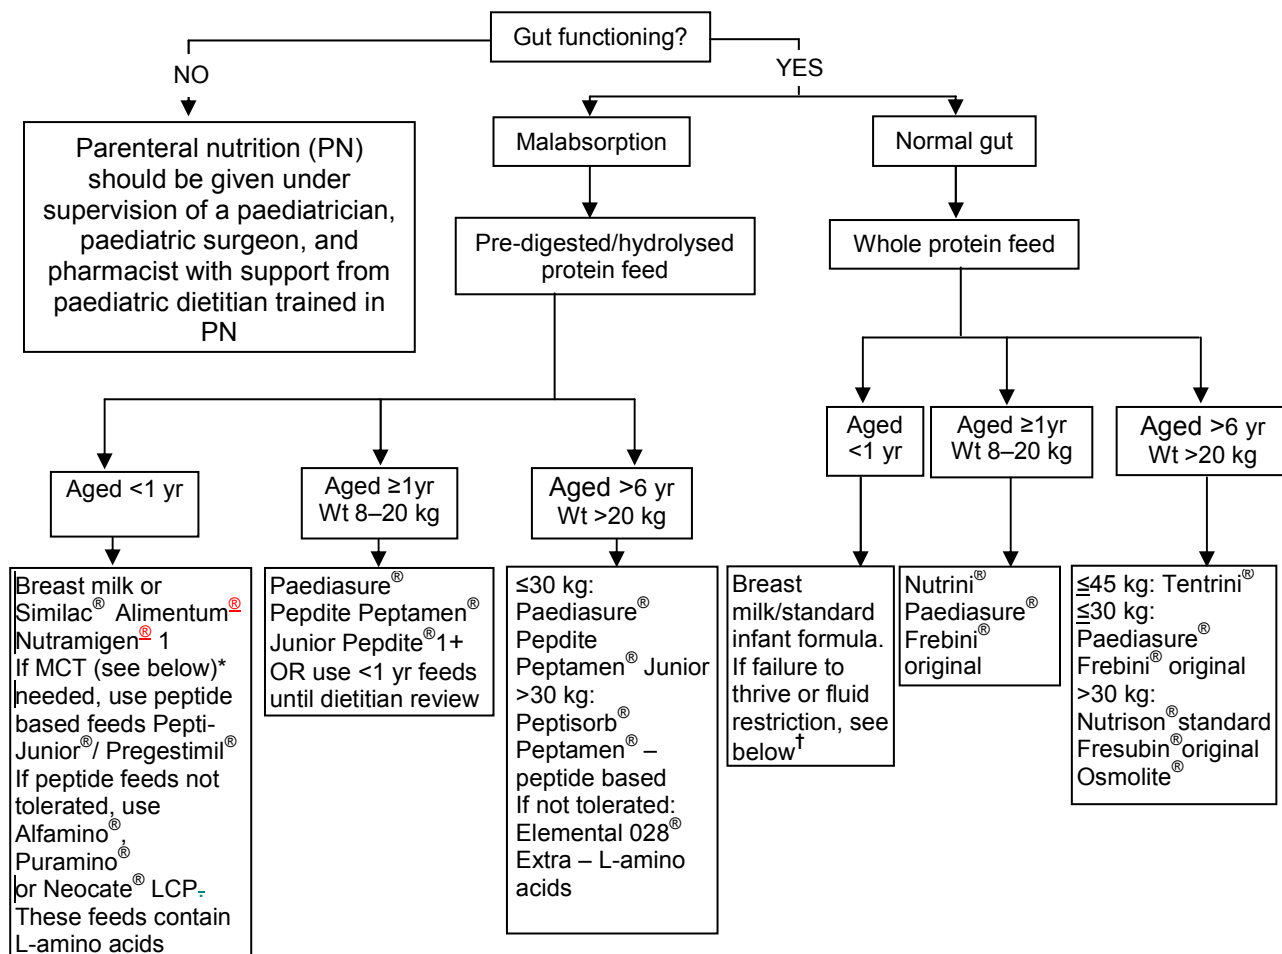 Gut functioning?
NO
YES
Parenteral nutrition (PN)
should be given under
supervision of a paediatrician,
paediatric surgeon, and
pharmacist with support from
paediatric dietitian trained in
PN
Malabsorption
Normal gut
Pre-digested/hydrolysed
protein feed
Whole protein feed
Aged <1 yr
Aged ≥1yr
Wt 8–20 kg
Aged >6 yr
Wt >20 kg
Aged
<1 yr
Aged ≥1yr
Wt 8–20 kg
Aged >6 yr
Wt >20 kg
Breast milk or
Similac® Alimentum®
Nutramigen® 1
If MCT (see below)*
needed, use peptide
based feeds Pepti-
Junior®/ Pregestimil®
If peptide feeds not
tolerated, use
Alfamino®,
Puramino®
or Neocate® LCP.
These feeds contain
L-amino acids
Paediasure®
Pepdite Peptamen®
Junior Pepdite®1+
OR use <1 yr feeds
until dietitian review
≤30 kg:
Paediasure®
Pepdite
Peptamen® Junior
>30 kg:
Peptisorb®
Peptamen® –
peptide based
If not tolerated:
Elemental 028®
Extra – L-amino
acids
Breast
milk/standard
infant formula.
If failure to
thrive or fluid
restriction, see
below†
Nutrini®
Paediasure®
Frebini®
original
≤45 kg: Tentrini®
≤30 kg:
Paediasure®
Frebini® original
>30 kg:
Nutrison®standard
Fresubin®original
Osmolite®